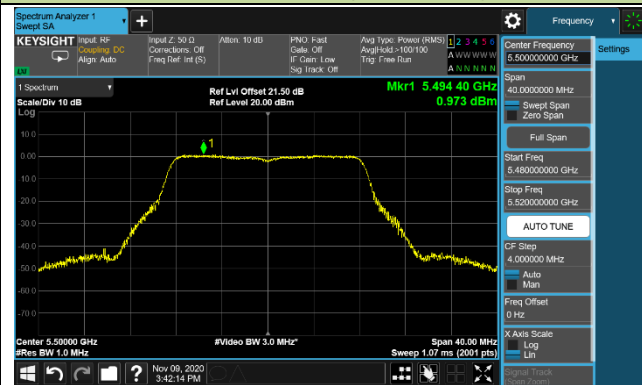 Spectrum Analyzer 1
Swept SA
Frequency
KEYSIGHT
Input: RF
Coupling: DC
Align: Auto
Input Z: 50 Ω
Corrections: Off
Freq Ref: Int (S)
Atten: 10 dB
PNO: Fast
Gate: Off
IF Gain: Low
Sig Track: Off
Avg Type: Power (RMS)
Avg|Hold:>100/100
Trig: Free Run
1 2 3 4 5 6
A W W W W W
A N N N N N
LXI
1 Spectrum
Scale/Div 10 dB
Log
Ref Lvl Offset 21.50 dB
Ref Level 20.00 dBm
Mkr1 5.494 40 GHz
0.973 dBm
1
10.0
0.00
-10.0
-20.0
-30.0
-40.0
-50.0
-60.0
-70.0
Center 5.50000 GHz
#Res BW 1.0 MHz
#Video BW 3.0 MHz*
Span 40.00 MHz
Sweep 1.07 ms (2001 pts)
Nov 09, 2020
3:42:14 PM
Center Frequency
5.500000000 GHz
Settings
Span
40.0000000 MHz
Swept Span
Zero Span
Full Span
Start Freq
5.480000000 GHz
Stop Freq
5.520000000 GHz
AUTO TUNE
CF Step
4.000000 MHz
Auto
Man
Freq Offset
0 Hz
X Axis Scale
Log
Lin
Signal Track
(Span Zoom)